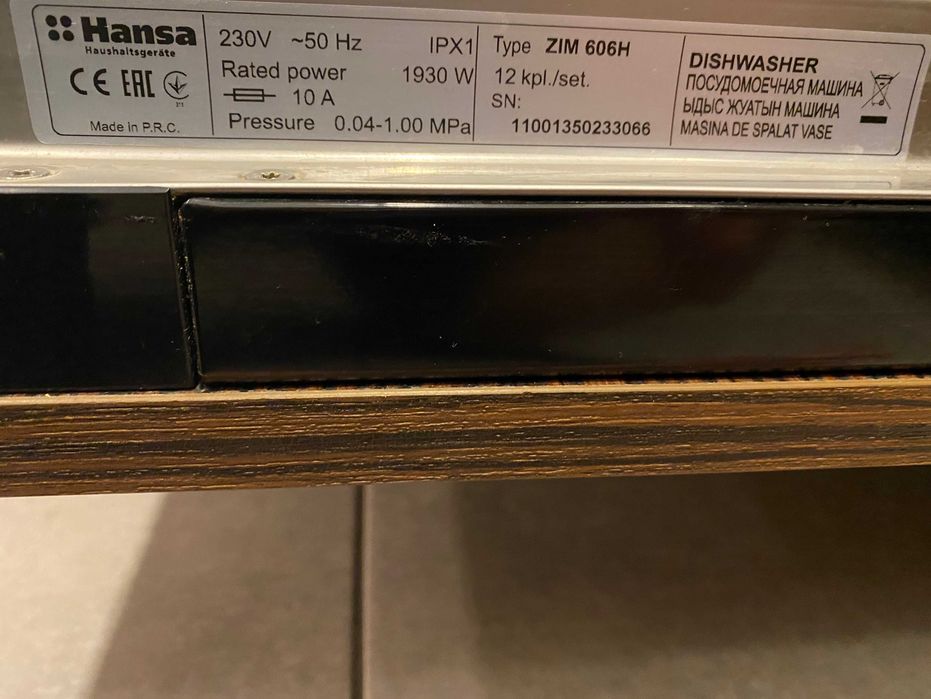 Hansa
Haushaltsgeräte
CE EAC
Made in P.R.C.
230V ~50 Hz IPX1
Rated power 1930 W
10 A
Pressure 0.04-1.00 MPa
Type ZIM 606H
12 kpl./set.
SN:
11001350233066
DISHWASHER
ПОСУДОМОЕЧНАЯ МАШИНА
ЫДЫС ЖУАТЫН МАШИНА
MASINA DE SPALAT VASE